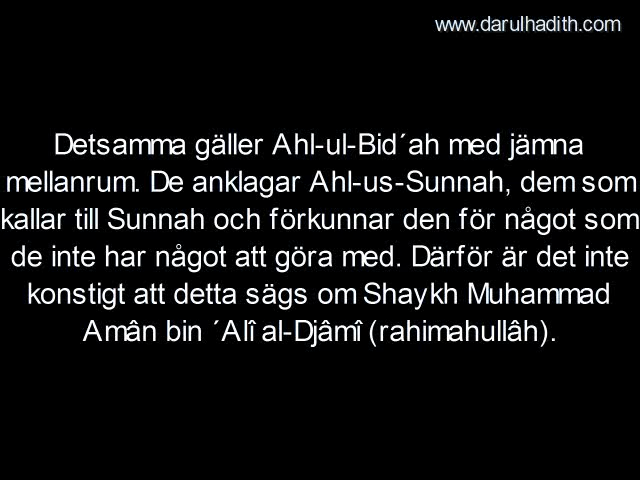 www.darulhadith.com
Detsamma gäller Ahl-ul-Bid´ah med jämna
mellanrum. De anklagar Ahl-us-Sunnah, dem som
kallar till Sunnah och förkunnar den för något som
de inte har något att göra med. Därför är det inte
konstigt att detta sägs om Shaykh Muhammad
Amân bin ´Alî al-Djâmî (rahimahullâh).